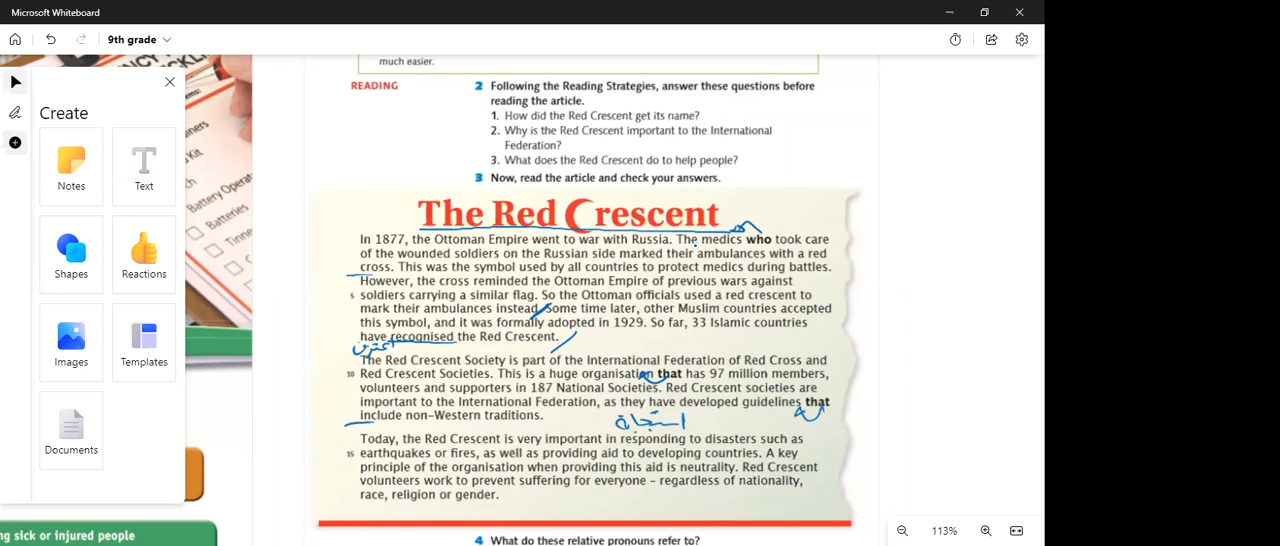 Microsoft Whiteboard
9th grade
Create
Notes
Text
Shapes
Reactions
Images
Templates
Documents
Kit
Battery Operat
Batteries
ng sick or injured people
much easier.
READING
2 Following the Reading Strategies, answer these questions before
reading the article.
1. How did the Red Crescent get its name?
2. Why is the Red Crescent important to the International
Federation?
3. What does the Red Crescent do to help people?
3 Now, read the article and check your answers.
The Red Crescent
In 1877, the Ottoman Empire went to war with Russia. The medics who took care
of the wounded soldiers on the Russian side marked their ambulances with a red
cross. This was the symbol used by all countries to protect medics during battles.
However, the cross reminded the Ottoman Empire of previous wars against
5 soldiers carrying a similar flag. So the Ottoman officials used a red crescent to
mark their ambulances instead. Some time later, other Muslim countries accepted
this symbol, and it was formally adopted in 1929. So far, 33 Islamic countries
have recognised the Red Crescent.
The Red Crescent Society is part of the International Federation of Red Cross and
10 Red Crescent Societies. This is a huge organisation that has 97 million members,
volunteers and supporters in 187 National Societies. Red Crescent societies are
important to the International Federation, as they have developed guidelines that
include non-Western traditions.
استجابة
Today, the Red Crescent is very important in responding to disasters such as
15 earthquakes or fires, as well as providing aid to developing countries. A key
principle of the organisation when providing this aid is neutrality. Red Crescent
volunteers work to prevent suffering for everyone – regardless of nationality,
race, religion or gender.
4 What do these relative pronouns refer to?
113%